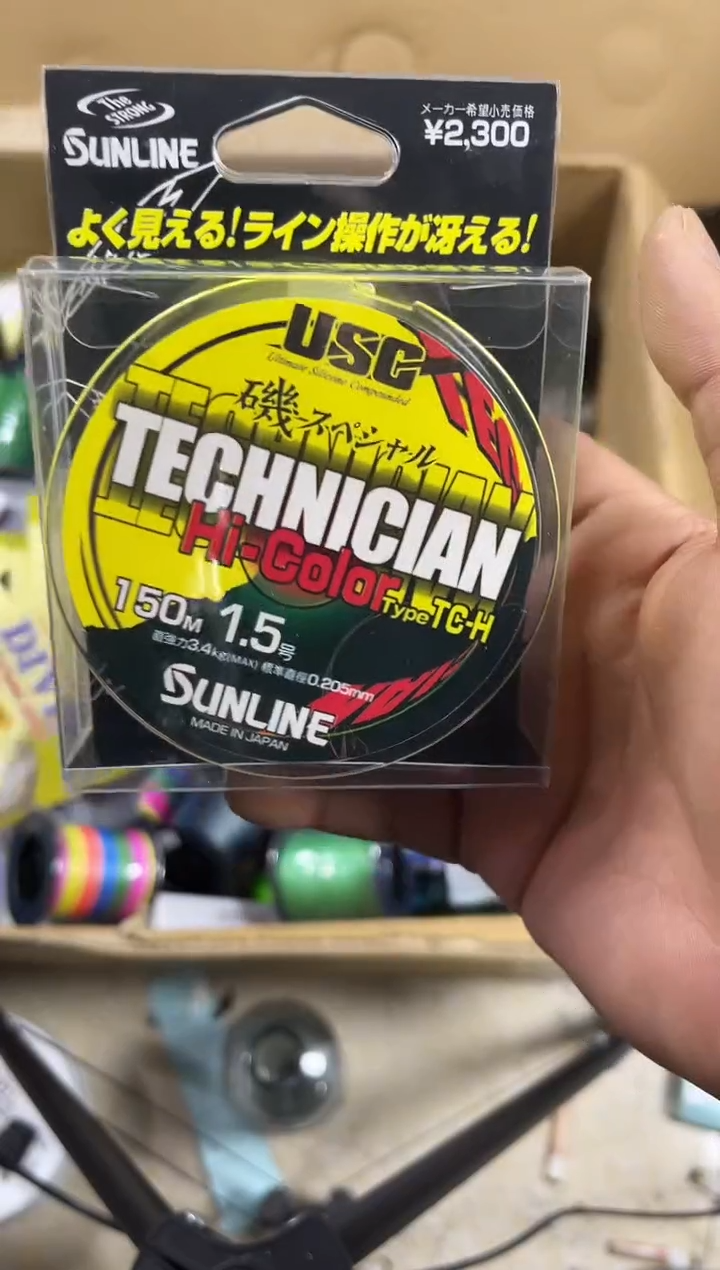 The STRONG
SUNLINE
メーカー希望小売価格
¥2,300
よく見える!ライン操作が冴える!
USC
Ultimate Silicone Compounded
磯スペシャル
TECHNICIAN
Hi-Color
Type TC-H
150M 1.5号
直強力3.4kg(MAX) 標準直径0.205mm
SUNLINE
MADE IN JAPAN